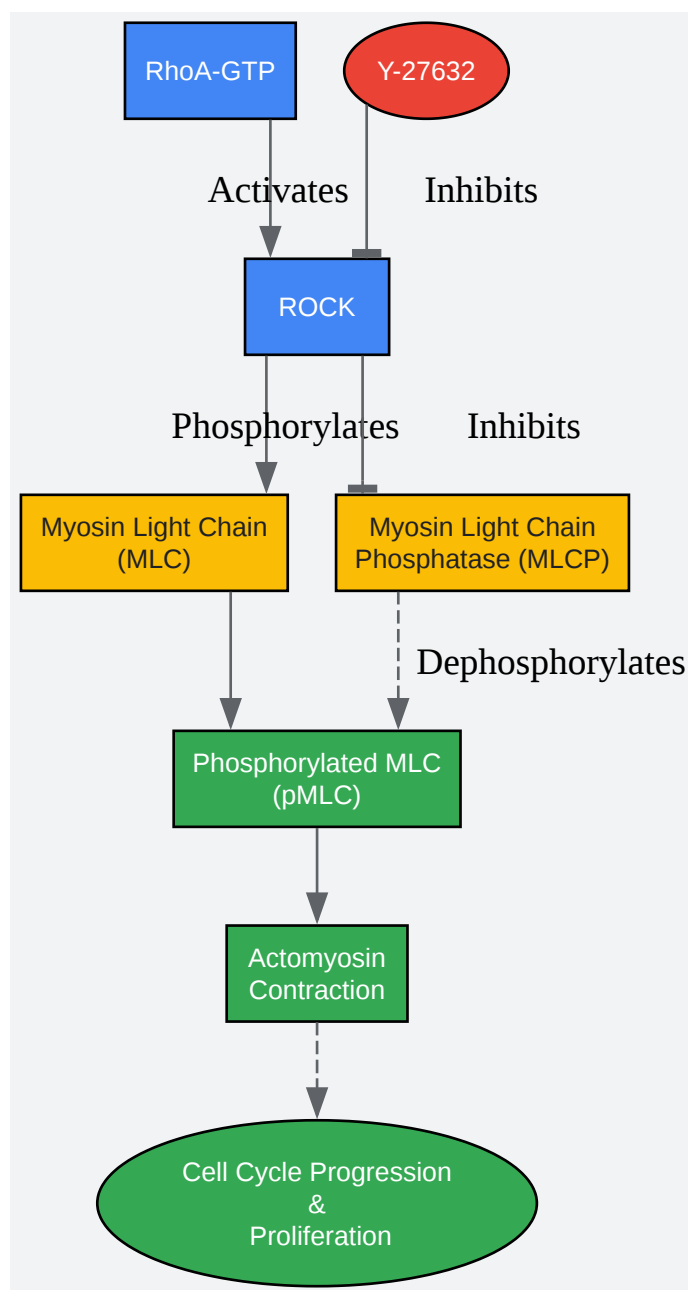 RhoA-GTP
Y-27632
Activates
Inhibits
ROCK
Phosphorylates
Inhibits
Myosin Light Chain
(MLC)
Myosin Light Chain
Phosphatase (MLCP)
Dephosphorylates
Phosphorylated MLC
(pMLC)
Actomyosin
Contraction
Cell Cycle Progression
&
Proliferation